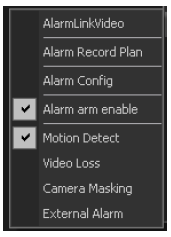 AlarmLinkVideo
Alarm Record Plan
Alarm Config
Alarm arm enable
Motion Detect
Video Loss
Camera Masking
External Alarm